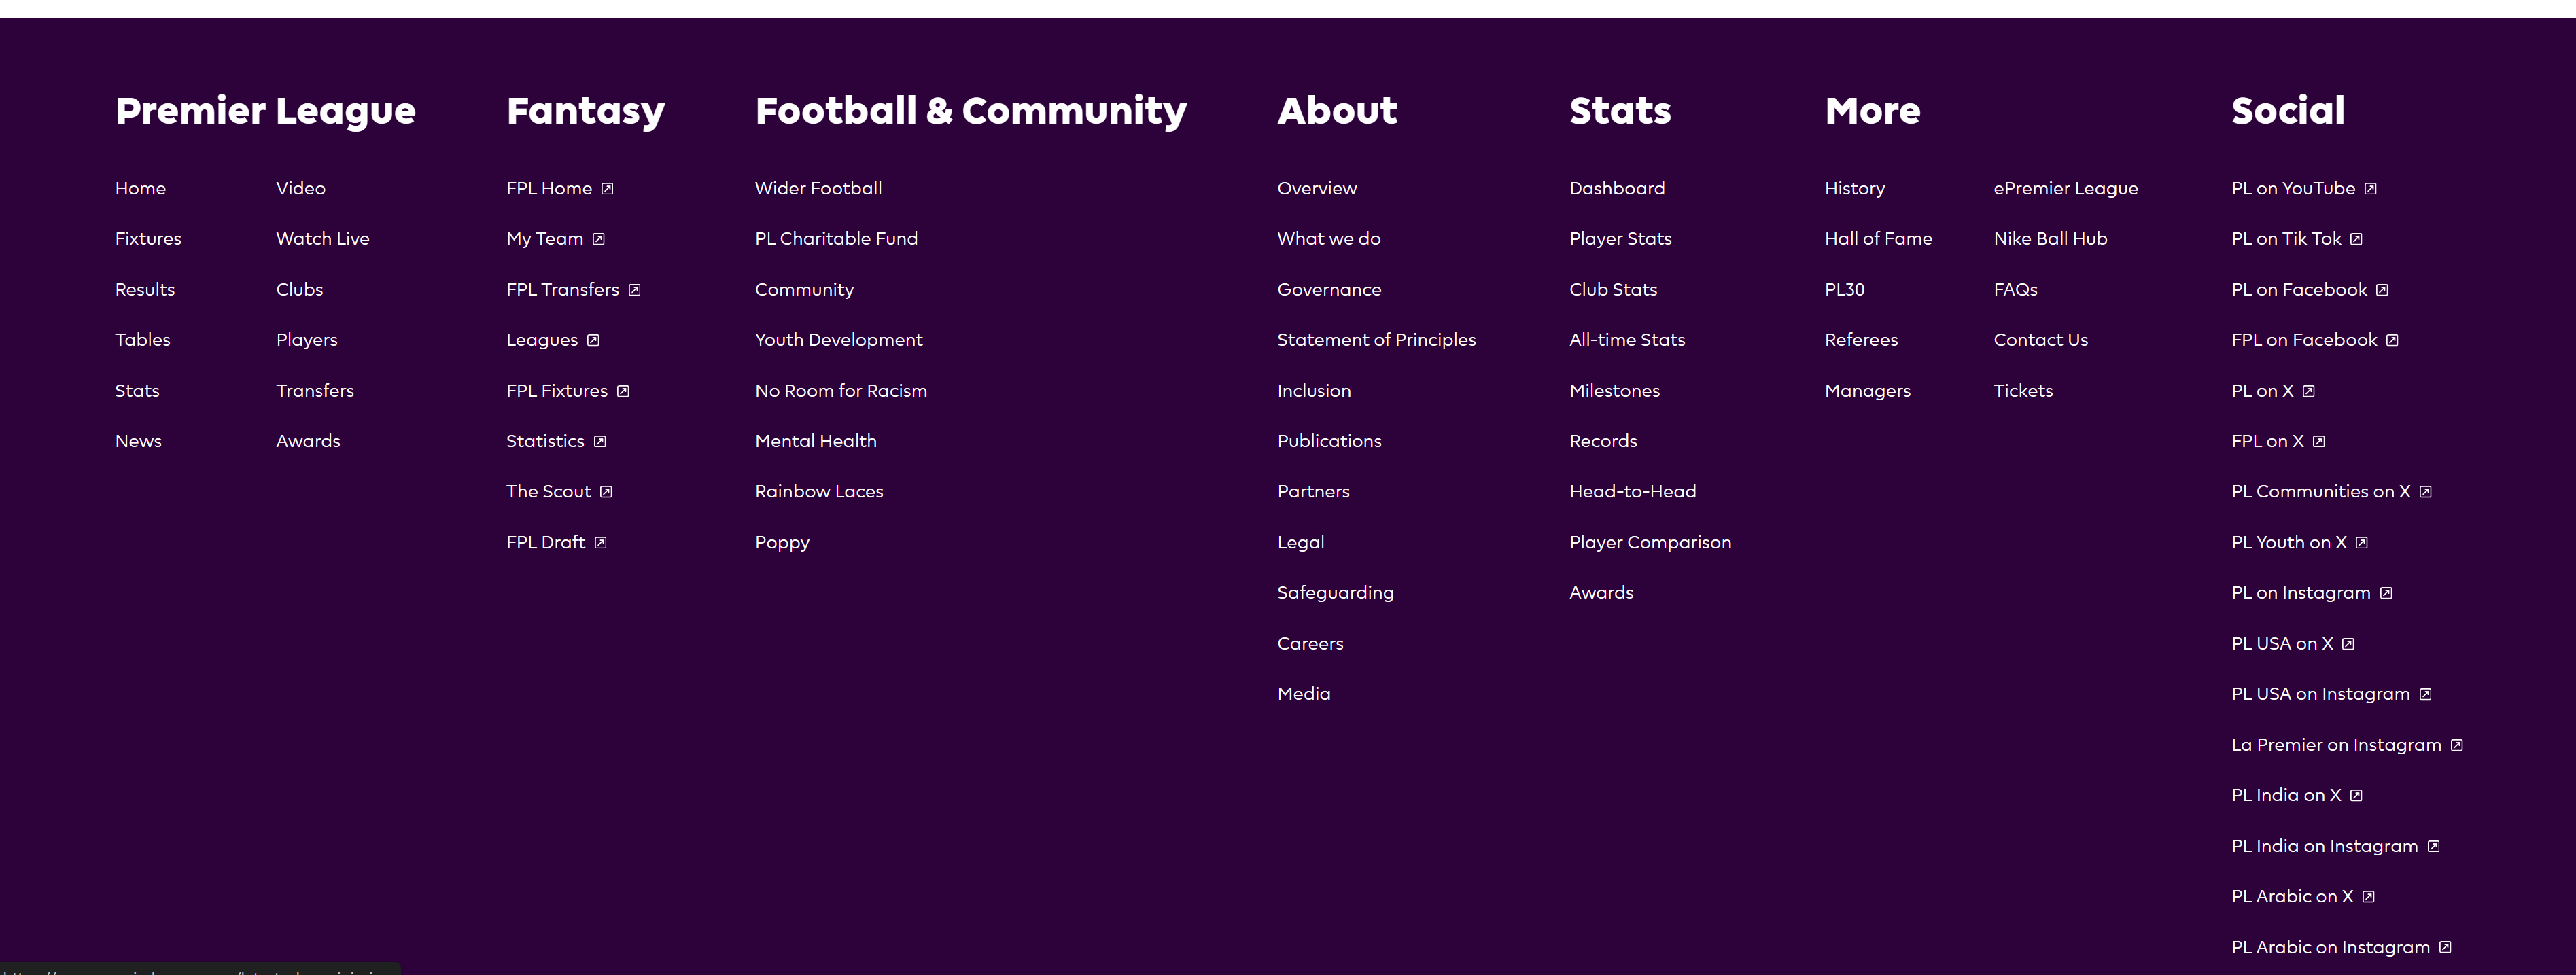 Premier League
Home
Fixtures
Results
Tables
Stats
News
Video
Watch Live
Clubs
Players
Transfers
Awards
Fantasy
FPL Home
My Team
FPL Transfers
Leagues
FPL Fixtures
Statistics
The Scout
FPL Draft
Football & Community
Wider Football
PL Charitable Fund
Community
Youth Development
No Room for Racism
Mental Health
Rainbow Laces
Poppy
About
Overview
What we do
Governance
Statement of Principles
Inclusion
Publications
Partners
Legal
Safeguarding
Careers
Media
Stats
Dashboard
Player Stats
Club Stats
All-time Stats
Milestones
Records
Head-to-Head
Player Comparison
Awards
More
History
Hall of Fame
PL30
Referees
Managers
ePremier League
Nike Ball Hub
FAQs
Contact Us
Tickets
Social
PL on YouTube
PL on Tik Tok
PL on Facebook
FPL on Facebook
PL on X
FPL on X
PL Communities on X
PL Youth on X
PL on Instagram
PL USA on X
PL USA on Instagram
La Premier on Instagram
PL India on X
PL India on Instagram
PL Arabic on X
PL Arabic on Instagram